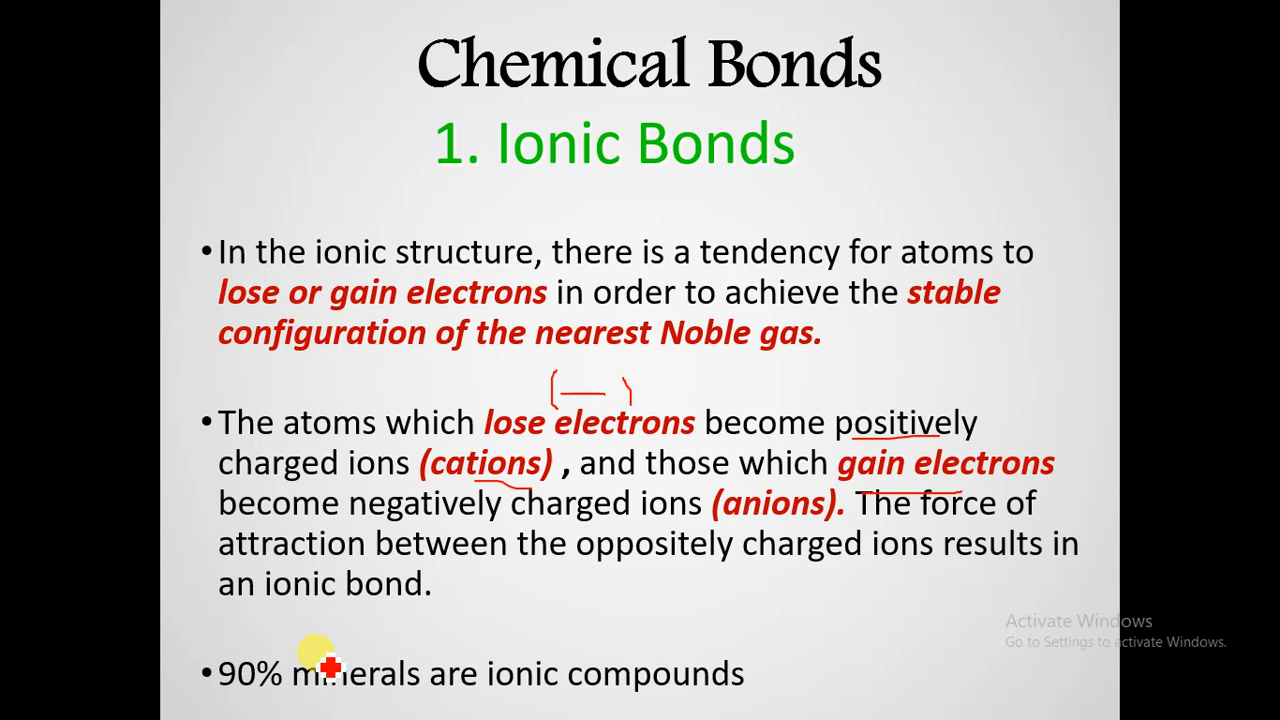 Chemical Bonds
1. Ionic Bonds
•In the ionic structure, there is a tendency for atoms to
lose or gain electrons in order to achieve the stable
configuration of the nearest Noble gas.
•The atoms which lose electrons become positively
charged ions (cations) , and those which gain electrons
become negatively charged ions (anions). The force of
attraction between the oppositely charged ions results in
an ionic bond.
Activate Windows
Go to Settings to activate Windows.
•90% minerals are ionic compounds